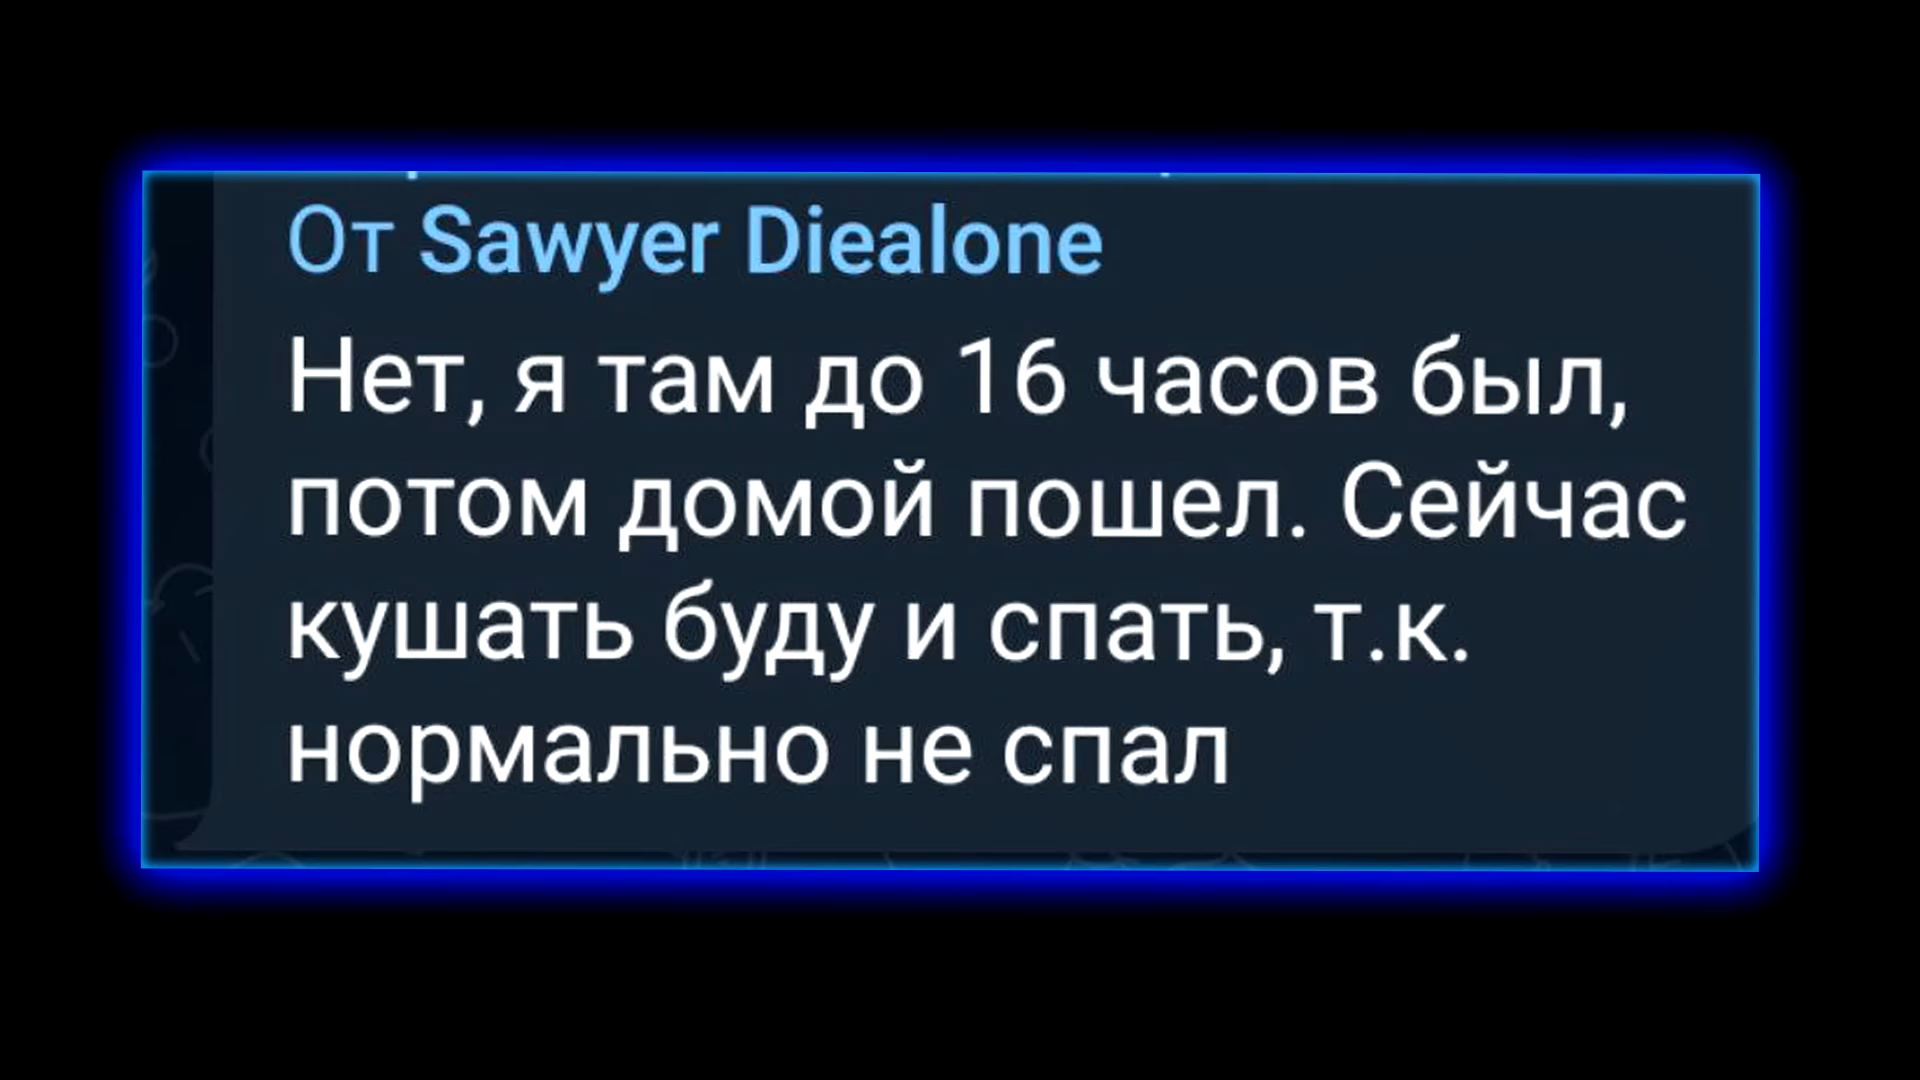 От Sawyer Diealone
Нет, я там до 16 часов был,
потом домой пошел. Сейчас
кушать буду и спать, т.к.
нормально не спал